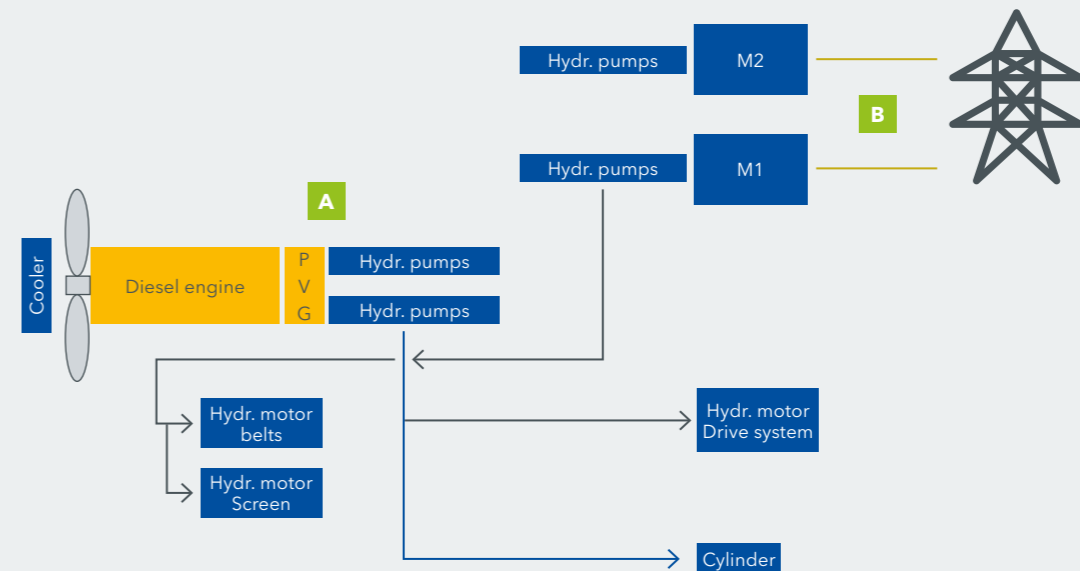 Hydr. pumps
M2
B
Hydr. pumps
M1
A
Cooler
Diesel engine
P
V
G
Hydr. pumps
Hydr. pumps
Hydr. motor
belts
Hydr. motor
Drive system
Hydr. motor
Screen
Cylinder